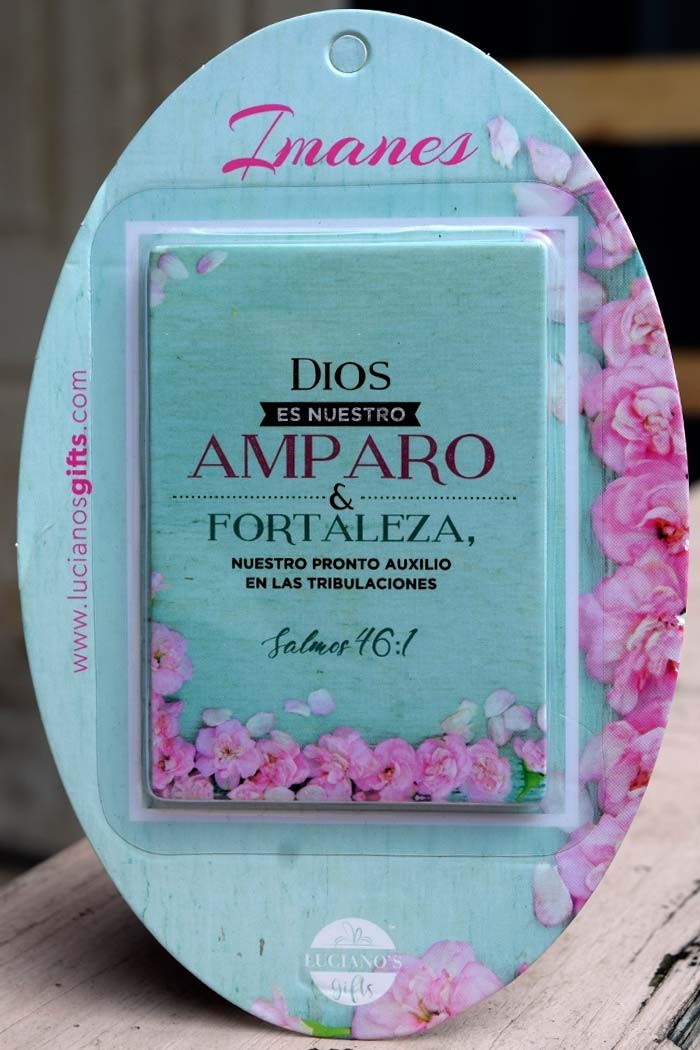 Imanes
www.lucianosgifts.com
DIOS
ES NUESTRO
AMPARO
&
FORTALEZA,
NUESTRO PRONTO AUXILIO
EN LAS TRIBULACIONES
Salmos 46:1
LUCIANO'S
gifts